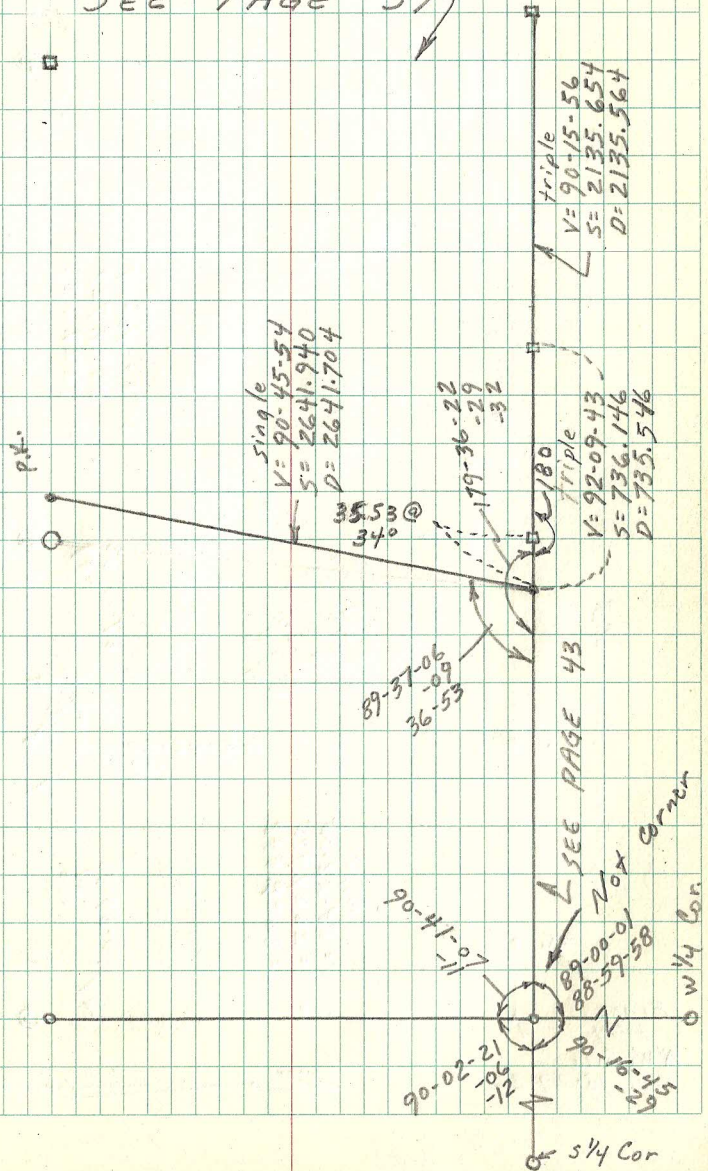 SEE PAGE
p.k.
single
V= 90-45-54
S= 2641.940
D= 2641.704
triple
V= 90-15-56
S= 2135.654
D= 2135.564
35.53 @
34°
179-36-22
-29
-32
180
Triple
V= 92-09-43
S= 736.146
D= 735.546
89-37-06
-09
36-53
SEE PAGE 43
Nox Corner
90-41-07
-11
89-00-01
88-59-58
90-02-21
-06
-12
90-16-45
-29
W 1/4 Cor.
S 1/4 Cor